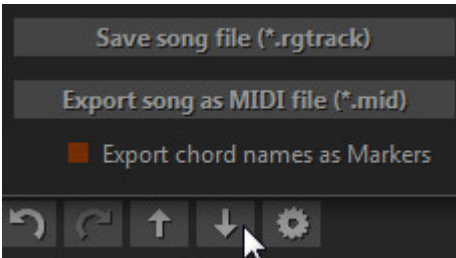 Save song file (*.rgtrack)
Export song as MIDI file (*.mid)
Export chord names as Markers